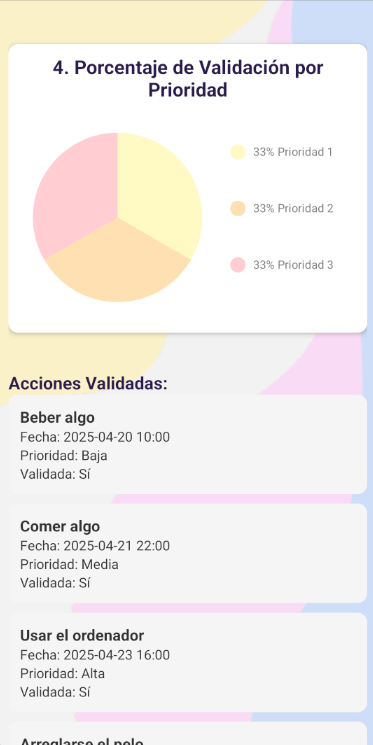 4. Porcentaje de Validación por
Prioridad
33% Prioridad 1
33% Prioridad 2
33% Prioridad 3
Acciones Validadas:
Beber algo
Fecha: 2025-04-20 10:00
Prioridad: Baja
Validada: Sí
Comer algo
Fecha: 2025-04-21 22:00
Prioridad: Media
Validada: Sí
Usar el ordenador
Fecha: 2025-04-23 16:00
Prioridad: Alta
Validada: Sí
Arreglarse el pelo